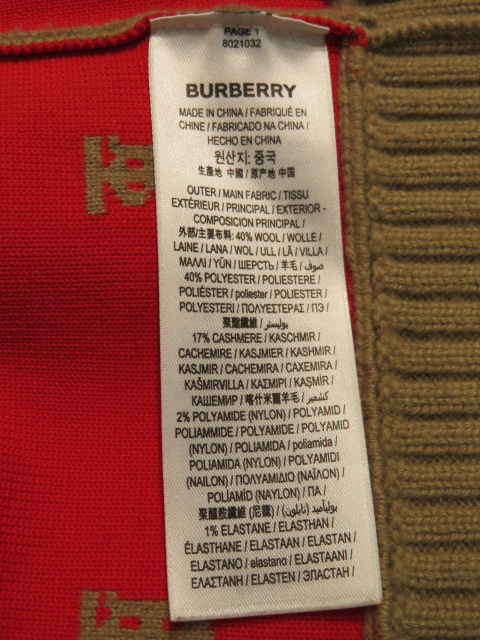 PAGE 1
8021032
BURBERRY
MADE IN CHINA / FABRIQUÉ EN
CHINE / FABRICADO NA CHINA /
HECHO EN CHINA
원산지: 중국
生產地 中國 / 原产地 中国
OUTER / MAIN FABRIC / TISSU
EXTÉRIEUR / PRINCIPAL / EXTERIOR -
COMPOSICIÓN PRINCIPAL /
外部/主要布料: 40% WOOL / WOLLE /
LAINE / LANA / WOL / ULL / LÃ / VILLA /
ΜΑΛΛΙ / YÜN / ШЕРСТЬ / 羊毛 / صوف
40% POLYESTER / POLIESTERE /
POLIÉSTER / poliester / POLIESTER /
POLYESTERI / ΠΟΛΥΕΣΤΕΡΑΣ / ПЭ /
聚酯纖維 / بوليستر
17% CASHMERE / KASCHMIR /
CACHEMIRE / KASJMIER / KASHMIR /
KASJMIR / CACHEMIRA / CAXEMIRA /
KAŠMIRVILLA / ΚΑΖΜΙΡΙ / KAŞMİR /
КАШЕМИР / 喀什米爾羊毛 / كشمير
2% POLYAMIDE (NYLON) / POLYAMID /
POLIAMMIDE / POLYAMIDE / POLYAMID
(NYLON) / POLIAMIDA / poliamida /
POLIAMIDA (NYLON) / POLYAMIDI
(NAILON) / ΠΟΛΥΑΜΙΔΙΟ (ΝΑΪΛΟΝ) /
POLİAMİD (NAYLON) / ПА /
聚醯胺纖維 (尼龍) / بولياميد (نايلون)
1% ELASTANE / ELASTHAN /
ÉLASTHANE / ELASTAAN / ELASTAN /
ELASTANO / elastano / ELASTAANI /
ΕΛΑΣΤΑΝΗ / ELASTEN / ЭПАСТАН /